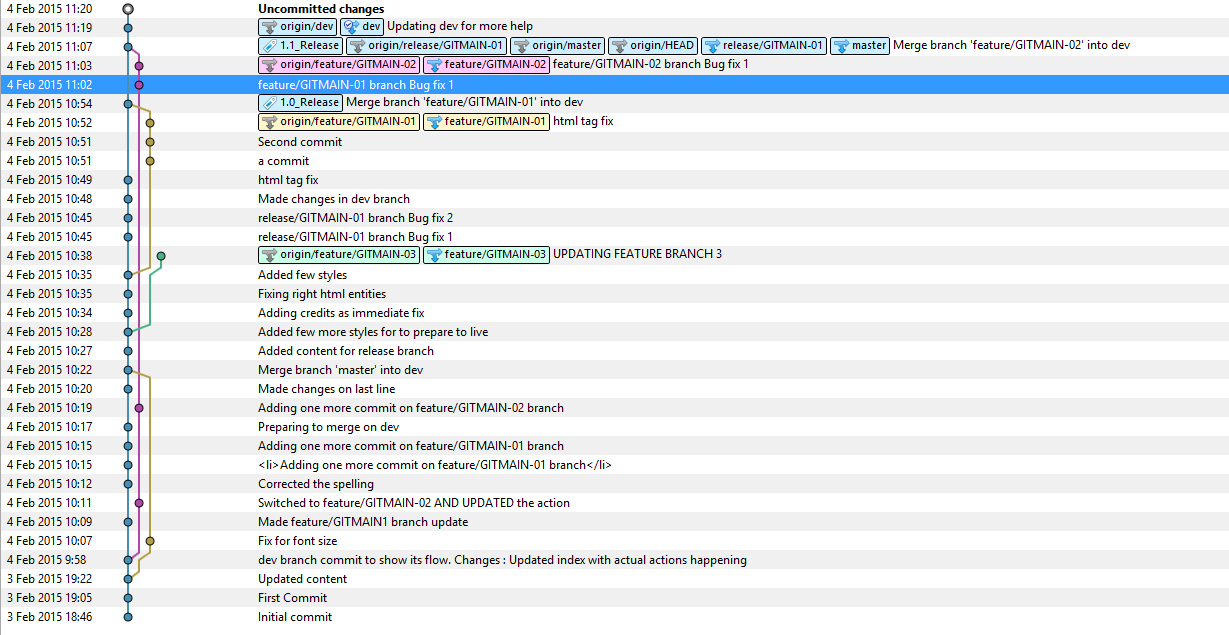 4 Feb 2015 11:20 Uncommitted changes
4 Feb 2015 11:19 origin/dev dev Updating dev for more help
4 Feb 2015 11:07 1.1_Release origin/release/GITMAIN-01 origin/master origin/HEAD release/GITMAIN-01 master Merge branch 'feature/GITMAIN-02' into dev
4 Feb 2015 11:03 origin/feature/GITMAIN-02 feature/GITMAIN-02 feature/GITMAIN-02 branch Bug fix 1
4 Feb 2015 11:02 feature/GITMAIN-01 branch Bug fix 1
4 Feb 2015 10:54 1.0_Release Merge branch 'feature/GITMAIN-01' into dev
4 Feb 2015 10:52 origin/feature/GITMAIN-01 feature/GITMAIN-01 html tag fix
4 Feb 2015 10:51 Second commit
4 Feb 2015 10:51 a commit
4 Feb 2015 10:49 html tag fix
4 Feb 2015 10:48 Made changes in dev branch
4 Feb 2015 10:45 release/GITMAIN-01 branch Bug fix 2
4 Feb 2015 10:45 release/GITMAIN-01 branch Bug fix 1
4 Feb 2015 10:38 origin/feature/GITMAIN-03 feature/GITMAIN-03 UPDATING FEATURE BRANCH 3
4 Feb 2015 10:35 Added few styles
4 Feb 2015 10:35 Fixing right html entities
4 Feb 2015 10:34 Adding credits as immediate fix
4 Feb 2015 10:28 Added few more styles for to prepare to live
4 Feb 2015 10:27 Added content for release branch
4 Feb 2015 10:22 Merge branch 'master' into dev
4 Feb 2015 10:20 Made changes on last line
4 Feb 2015 10:19 Adding one more commit on feature/GITMAIN-02 branch
4 Feb 2015 10:17 Preparing to merge on dev
4 Feb 2015 10:15 Adding one more commit on feature/GITMAIN-01 branch
4 Feb 2015 10:15 <li>Adding one more commit on feature/GITMAIN-01 branch</li>
4 Feb 2015 10:12 Corrected the spelling
4 Feb 2015 10:11 Switched to feature/GITMAIN-02 AND UPDATED the action
4 Feb 2015 10:09 Made feature/GITMAIN1 branch update
4 Feb 2015 10:07 Fix for font size
4 Feb 2015 9:58 dev branch commit to show its flow. Changes : Updated index with actual actions happening
3 Feb 2015 19:22 Updated content
3 Feb 2015 19:05 First Commit
3 Feb 2015 18:46 Initial commit